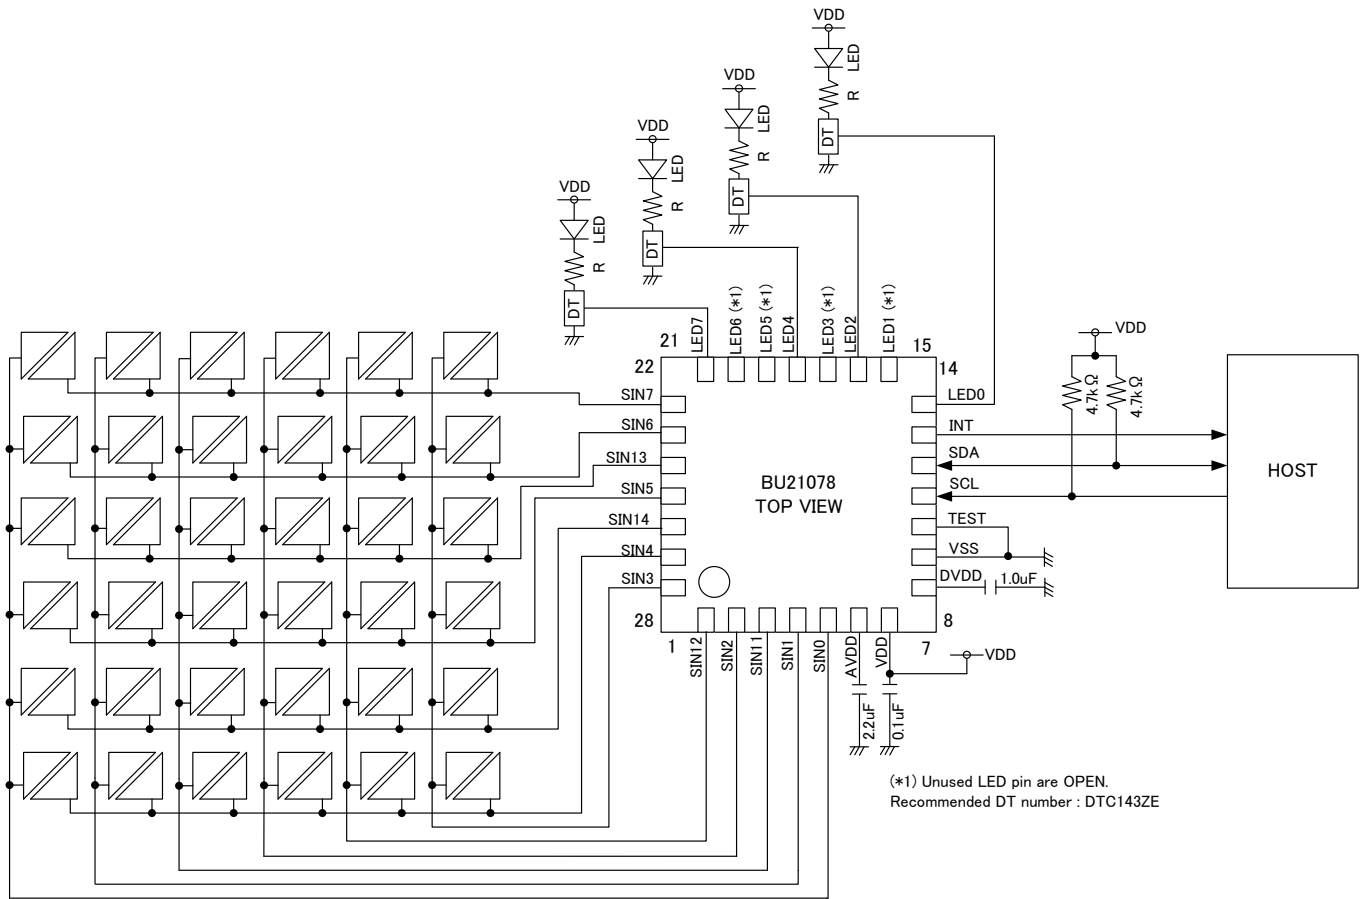 VDD
LED
R
DT
VDD
LED
R
DT
VDD
LED
R
DT
VDD
LED
R
DT
21
LED7
LED6 (*1)
LED5 (*1)
LED4
LED3 (*1)
LED2
LED1 (*1)
15
22
14
SIN7
SIN6
SIN13
SIN5
SIN14
SIN4
SIN3
BU21078
TOP VIEW
LED0
INT
SDA
SCL
TEST
VSS
DVDD
1.0uF
VDD
4.7kΩ
4.7kΩ
HOST
28
8
1
SIN12
SIN2
SIN11
SIN1
SIN0
AVDD
VDD
7
VDD
2.2uF
0.1uF
(*1) Unused LED pin are OPEN.
Recommended DT number : DTC143ZE